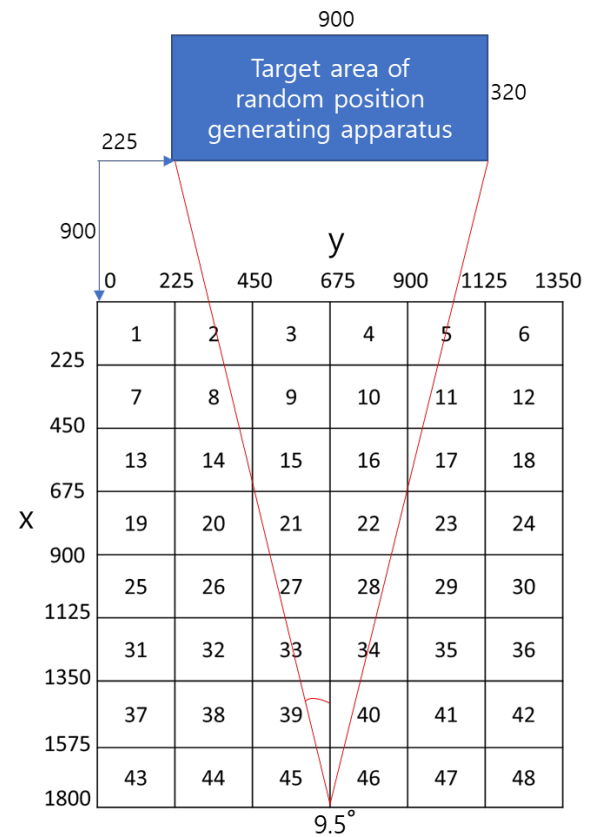 900
Target area of
random position
generating apparatus
320
225
900
y
0 225 450 675 900 1125 1350
1 2 3 4 5 6
225
7 8 9 10 11 12
450
13 14 15 16 17 18
675
x
19 20 21 22 23 24
900
25 26 27 28 29 30
1125
31 32 33 34 35 36
1350
37 38 39 40 41 42
1575
43 44 45 46 47 48
1800
9.5°